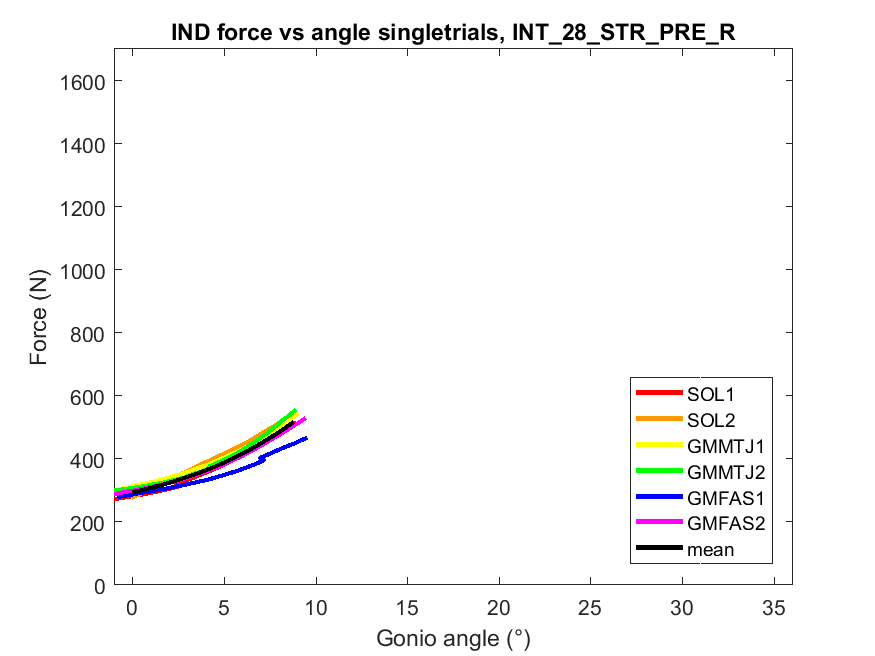 IND force vs angle singletrials, INT_28_STR_PRE_R
1600
1400
1200
1000
800
600
400
200
0
Force (N)
0 5 10 15 20 25 30 35
Gonio angle (°)
SOL1
SOL2
GMMTJ1
GMMTJ2
GMFAS1
GMFAS2
mean